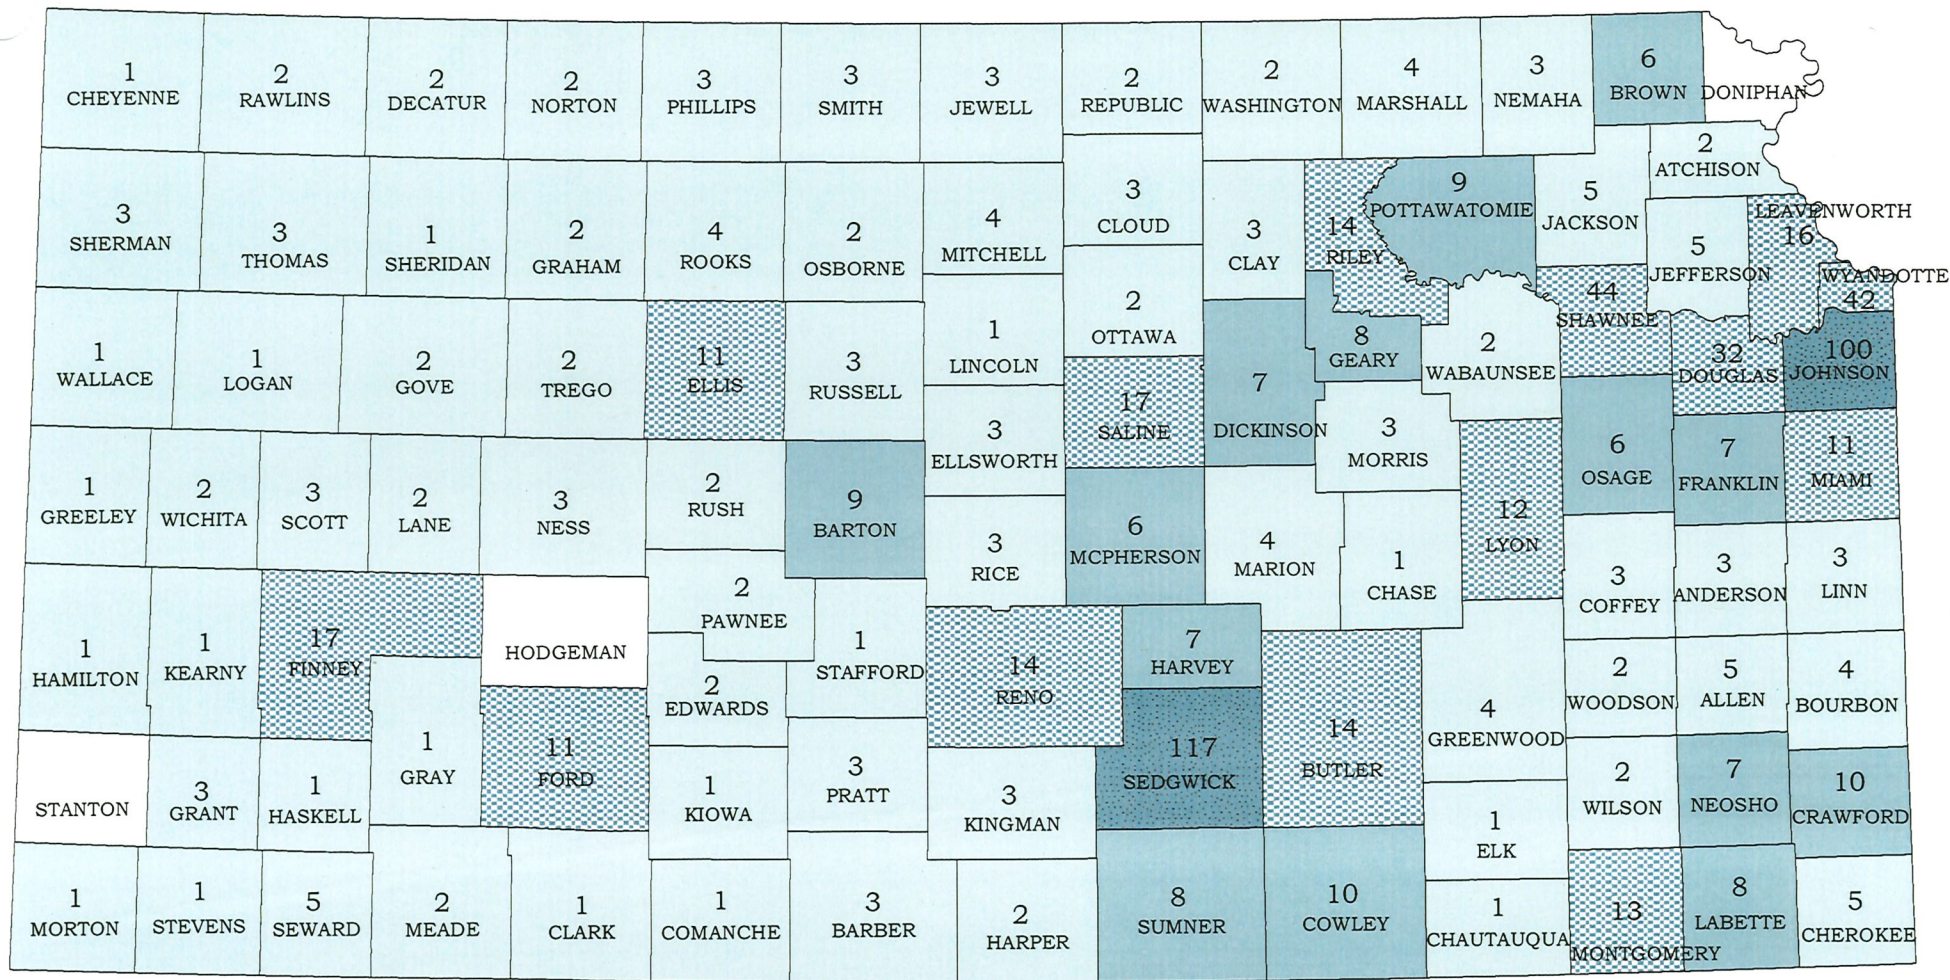 1
CHEYENNE
2
RAWLINS
2
DECATUR
2
NORTON
3
PHILLIPS
3
SMITH
3
JEWELL
2
REPUBLIC
2
WASHINGTON
4
MARSHALL
3
NEMAHA
6
BROWN
DONIPHAN
2
ATCHISON
3
SHERMAN
3
THOMAS
1
SHERIDAN
2
GRAHAM
4
ROOKS
2
OSBORNE
4
MITCHELL
3
CLOUD
3
CLAY
14
RILEY
9
POTTAWATOMIE
5
JACKSON
5
JEFFERSON
LEAVENWORTH
16
WYANDOTTE
42
1
WALLACE
1
LOGAN
2
GOVE
2
TREGO
11
ELLIS
3
RUSSELL
1
LINCOLN
2
OTTAWA
17
SALINE
7
DICKINSON
8
GEARY
2
WABAUNSEE
44
SHAWNEE
32
DOUGLAS
100
JOHNSON
1
GREELEY
2
WICHITA
3
SCOTT
2
LANE
3
NESS
2
RUSH
9
BARTON
3
ELLSWORTH
3
RICE
6
MCPHERSON
4
MARION
3
MORRIS
1
CHASE
12
LYON
6
OSAGE
7
FRANKLIN
11
MIAMI
3
COFFEY
3
ANDERSON
3
LINN
1
HAMILTON
1
KEARNY
17
FINNEY
HODGEMAN
2
PAWNEE
2
EDWARDS
1
STAFFORD
14
RENO
7
HARVEY
117
SEDGWICK
14
BUTLER
4
GREENWOOD
2
WOODSON
5
ALLEN
4
BOURBON
STANTON
3
GRANT
1
HASKELL
1
GRAY
11
FORD
1
KIOWA
3
PRATT
3
KINGMAN
1
ELK
2
WILSON
7
NEOSHO
10
CRAWFORD
1
MORTON
1
STEVENS
5
SEWARD
2
MEADE
1
CLARK
1
COMANCHE
3
BARBER
2
HARPER
8
SUMNER
10
COWLEY
1
CHAUTAUQUA
13
MONTGOMERY
8
LABETTE
5
CHEROKEE